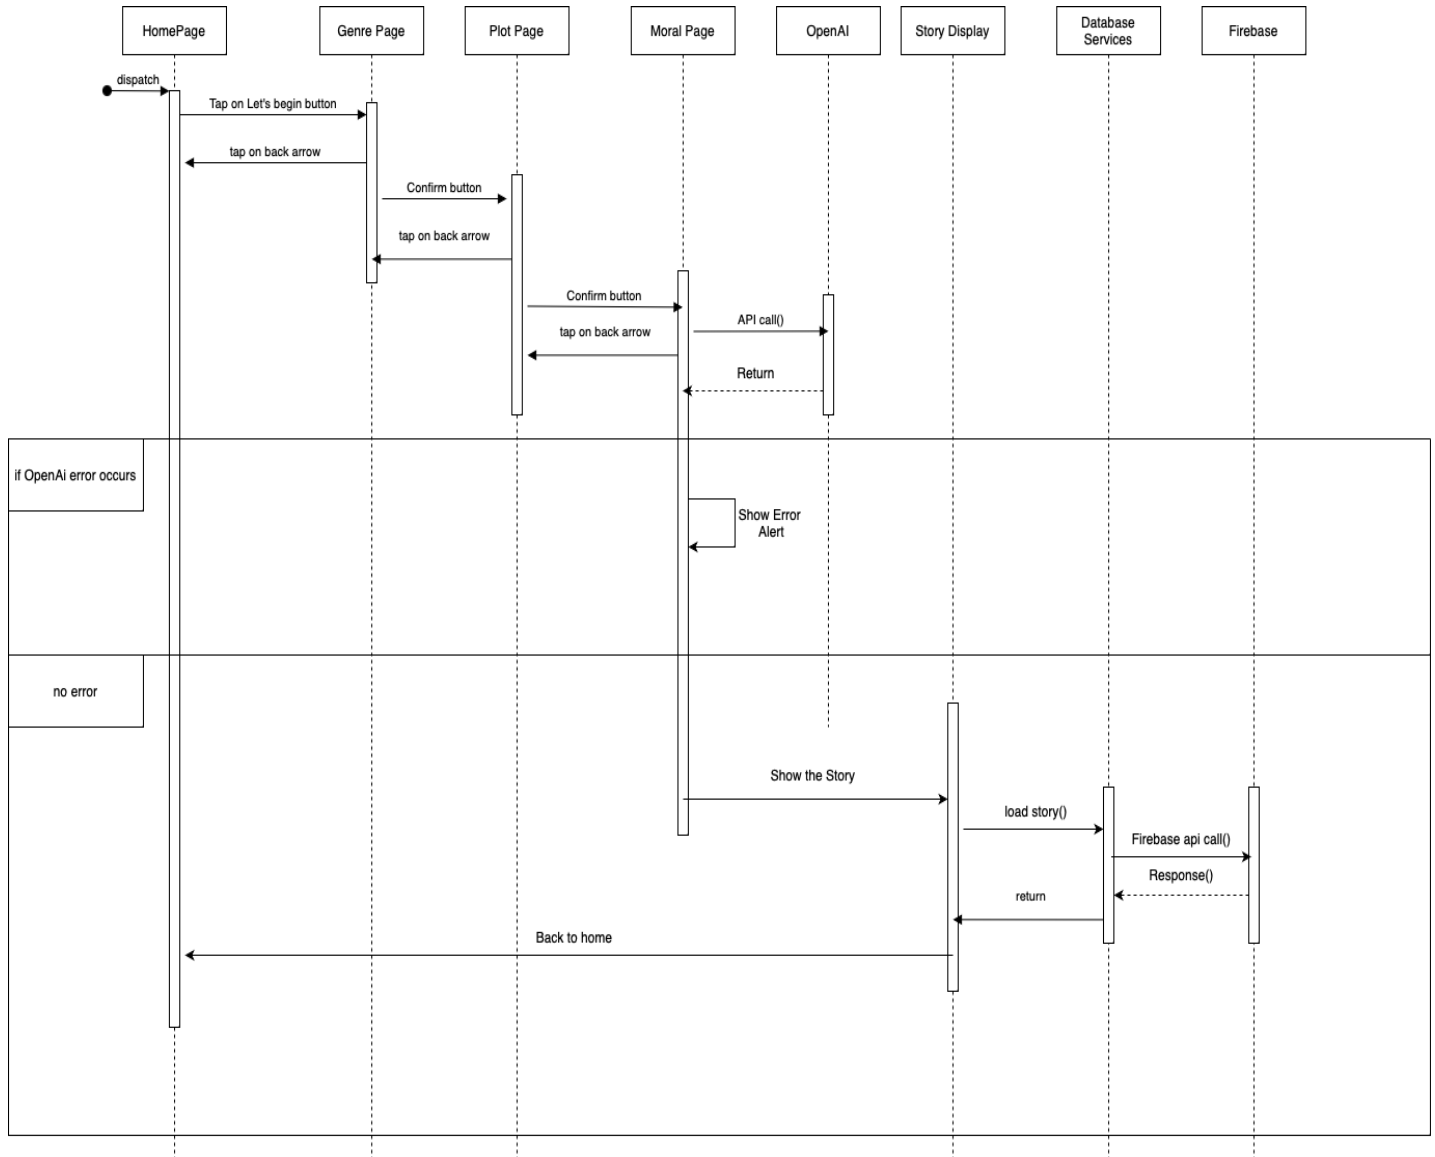 HomePage
Genre Page
Plot Page
Moral Page
OpenAI
Story Display
Database
Services
Firebase
dispatch
Tap on Let's begin button
tap on back arrow
Confirm button
tap on back arrow
Confirm button
API call()
tap on back arrow
Return
if OpenAi error occurs
Show Error
Alert
no error
Show the Story
load story()
Firebase api call()
Response()
return
Back to home